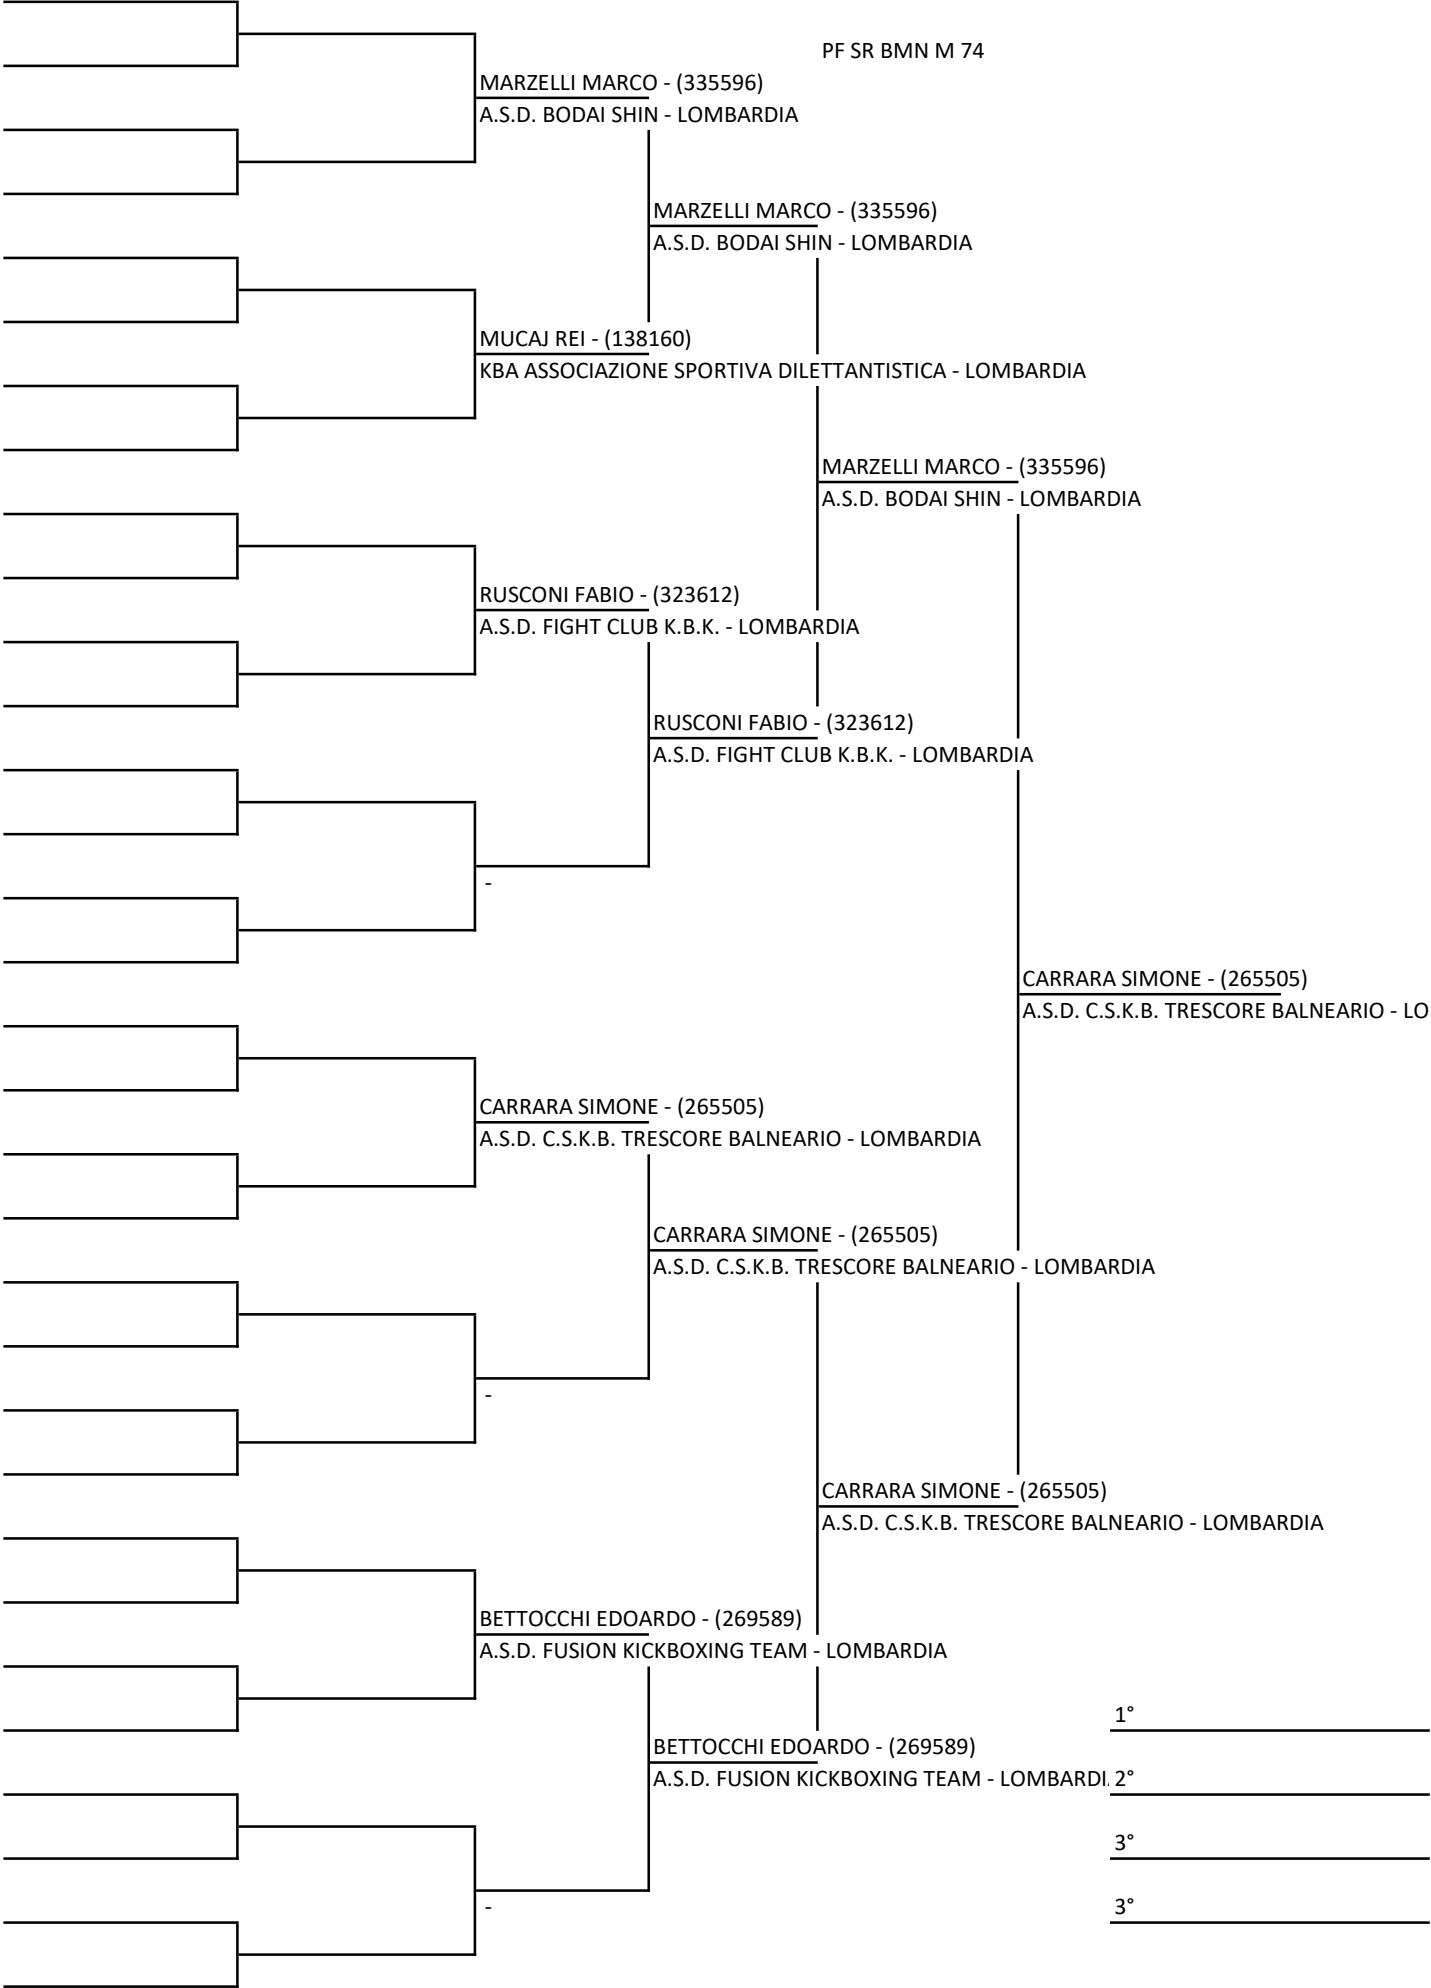 PF SR BMN M 74
MARZELLI MARCO - (335596)
A.S.D. BODAI SHIN - LOMBARDIA
MARZELLI MARCO - (335596)
A.S.D. BODAI SHIN - LOMBARDIA
MUCAJ REI - (138160)
KBA ASSOCIAZIONE SPORTIVA DILETTANTISTICA - LOMBARDIA
MARZELLI MARCO - (335596)
A.S.D. BODAI SHIN - LOMBARDIA
RUSCONI FABIO - (323612)
A.S.D. FIGHT CLUB K.B.K. - LOMBARDIA
RUSCONI FABIO - (323612)
A.S.D. FIGHT CLUB K.B.K. - LOMBARDIA
-
CARRARA SIMONE - (265505)
A.S.D. C.S.K.B. TRESCORE BALNEARIO - LO
CARRARA SIMONE - (265505)
A.S.D. C.S.K.B. TRESCORE BALNEARIO - LOMBARDIA
CARRARA SIMONE - (265505)
A.S.D. C.S.K.B. TRESCORE BALNEARIO - LOMBARDIA
-
CARRARA SIMONE - (265505)
A.S.D. C.S.K.B. TRESCORE BALNEARIO - LOMBARDIA
BETTOCCHI EDOARDO - (269589)
A.S.D. FUSION KICKBOXING TEAM - LOMBARDIA
1°
BETTOCCHI EDOARDO - (269589)
A.S.D. FUSION KICKBOXING TEAM - LOMBARDI
2°
3°
-
3°